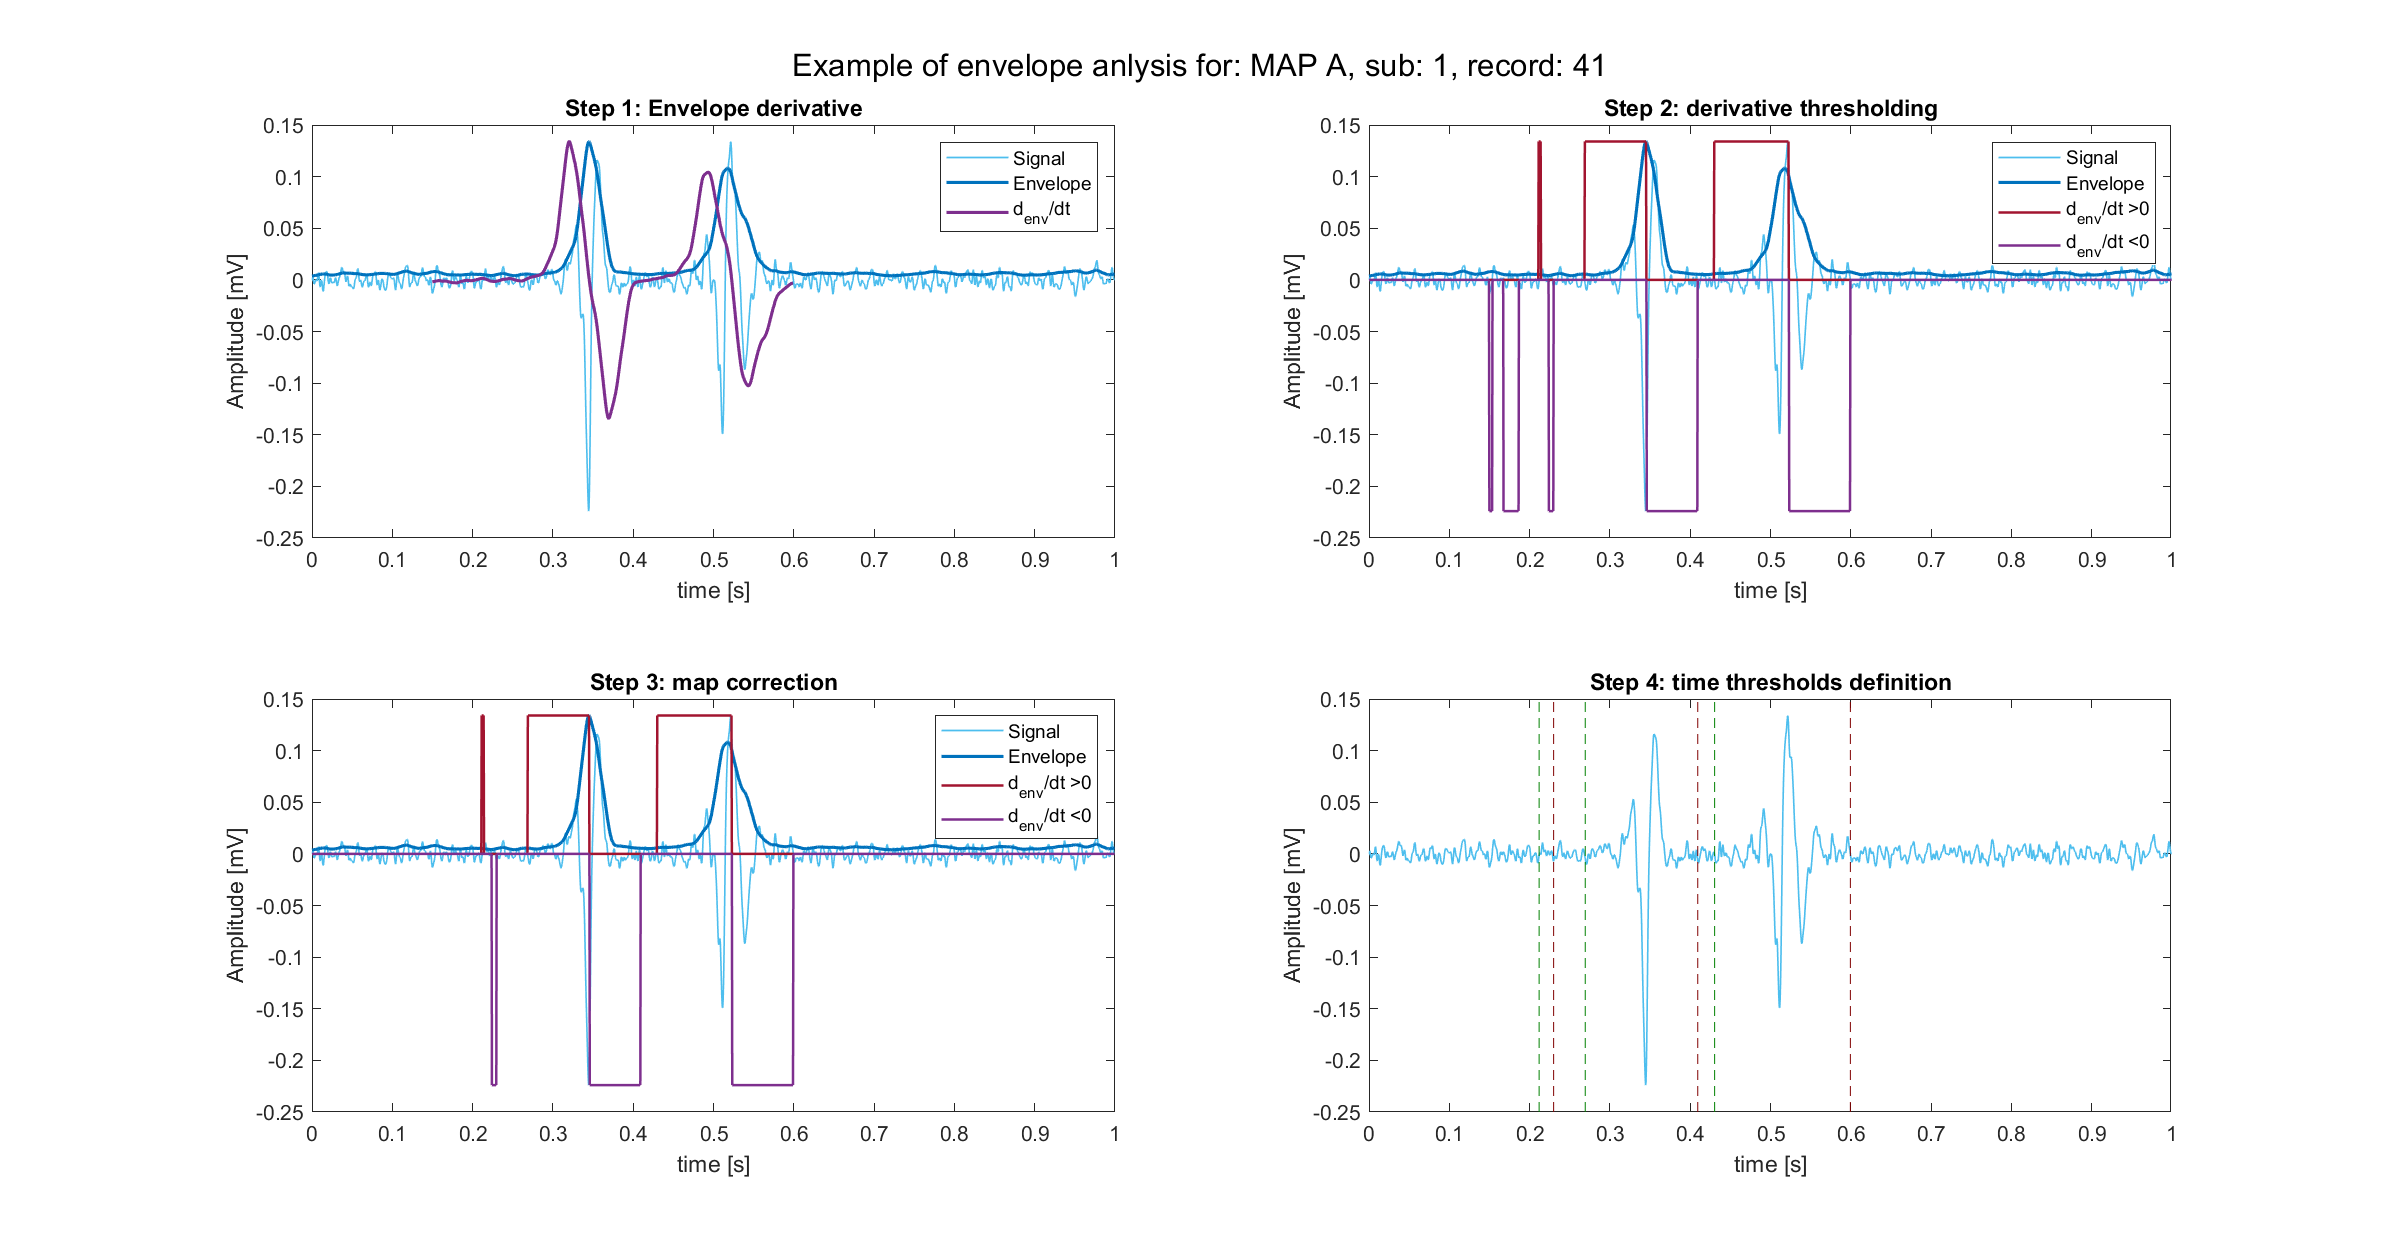 Example of envelope anlysis for: MAP A, sub: 1, record: 41
Step 1: Envelope derivative
0.15
0.1
0.05
0
-0.05
-0.1
-0.15
-0.2
-0.25
Amplitude [mV]
0 0.1 0.2 0.3 0.4 0.5 0.6 0.7 0.8 0.9 1
time [s]
Signal
Envelope
d_env/dt
Step 2: derivative thresholding
0.15
0.1
0.05
0
-0.05
-0.1
-0.15
-0.2
-0.25
Amplitude [mV]
0 0.1 0.2 0.3 0.4 0.5 0.6 0.7 0.8 0.9 1
time [s]
Signal
Envelope
d_env/dt >0
d_env/dt <0
Step 3: map correction
0.15
0.1
0.05
0
-0.05
-0.1
-0.15
-0.2
-0.25
Amplitude [mV]
0 0.1 0.2 0.3 0.4 0.5 0.6 0.7 0.8 0.9 1
time [s]
Signal
Envelope
d_env/dt >0
d_env/dt <0
Step 4: time thresholds definition
0.15
0.1
0.05
0
-0.05
-0.1
-0.15
-0.2
-0.25
Amplitude [mV]
0 0.1 0.2 0.3 0.4 0.5 0.6 0.7 0.8 0.9 1
time [s]